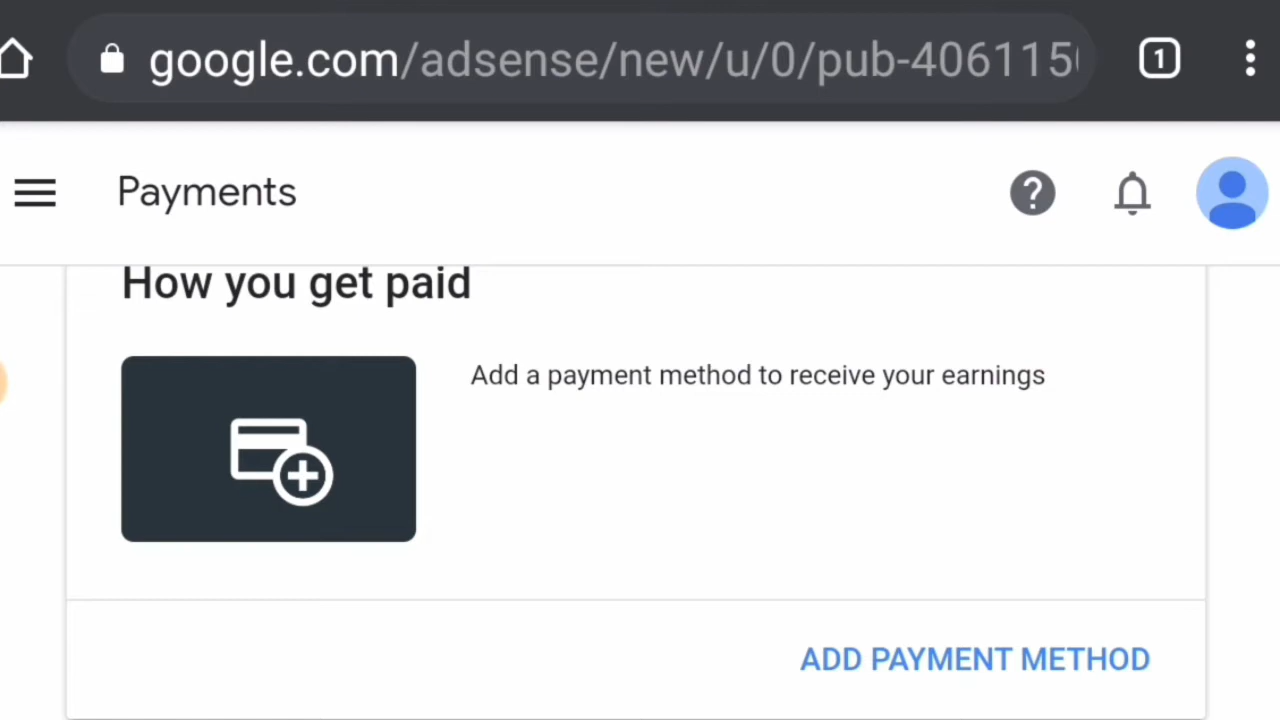 google.com/adsense/new/u/0/pub-406115
1
Payments
How you get paid
Add a payment method to receive your earnings
ADD PAYMENT METHOD